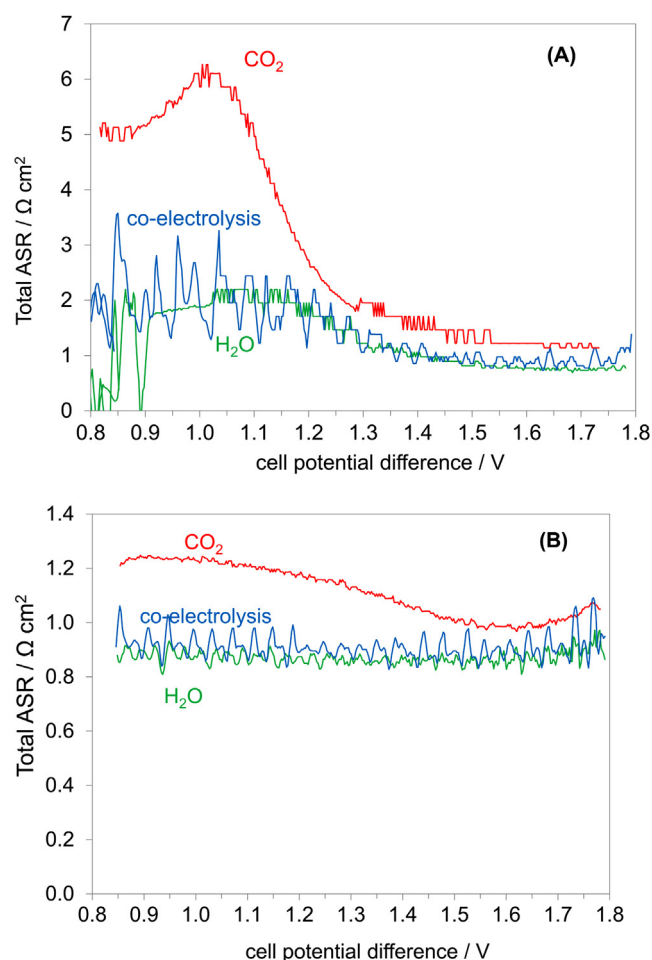 7
6
5
4
3
2
1
0
Total ASR / Ω cm²
(A)
CO₂
co-electrolysis
H₂O
0.8 0.9 1.0 1.1 1.2 1.3 1.4 1.5 1.6 1.7 1.8
cell potential difference / V
1.4
1.2
1.0
0.8
0.6
0.4
0.2
0.0
Total ASR / Ω cm²
(B)
CO₂
co-electrolysis
H₂O
0.8 0.9 1.0 1.1 1.2 1.3 1.4 1.5 1.6 1.7 1.8
cell potential difference / V